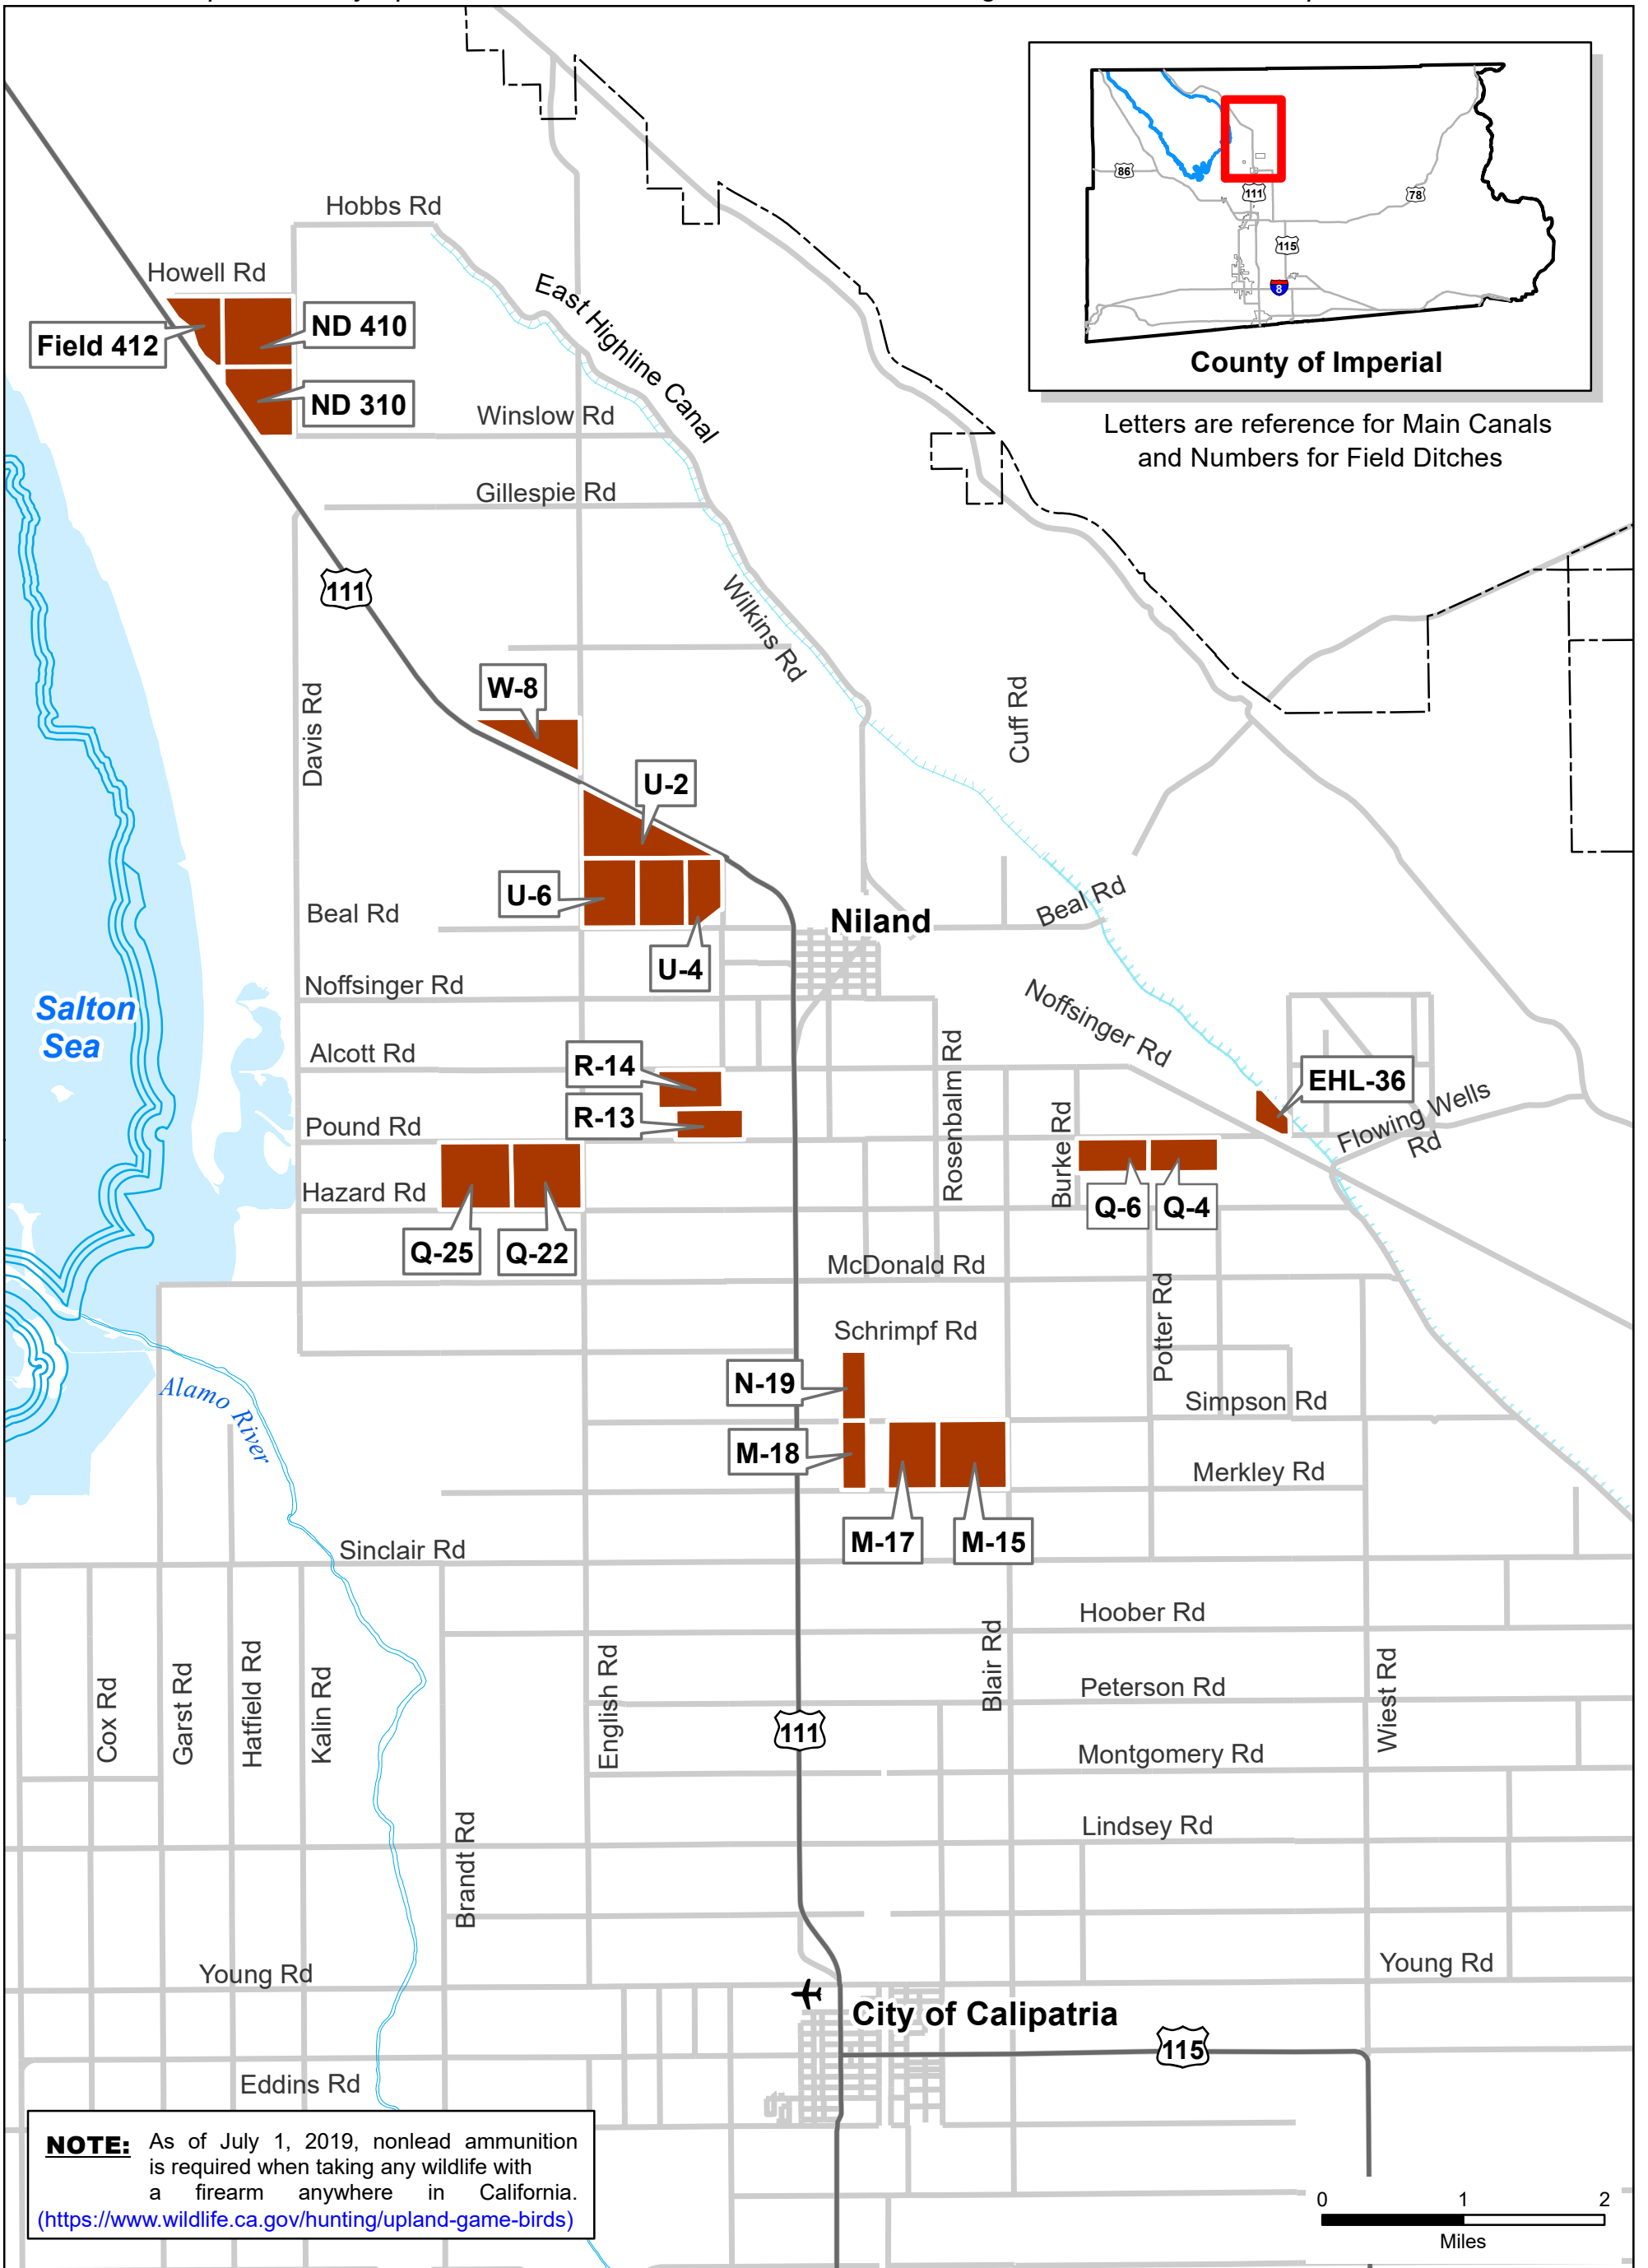 Hobbs Rd
Howell Rd
Field 412
ND 410
ND 310
East Highline Canal
Winslow Rd
Gillespie Rd
86
111
78
115
8
County of Imperial
Letters are reference for Main Canals
and Numbers for Field Ditches
111
Wilkins Rd
W-8
Davis Rd
Cuff Rd
U-2
U-6
Beal Rd
Niland
Beal Rd
U-4
Noffsinger Rd
Noffsinger Rd
Salton
Sea
Alcott Rd
R-14
Rosenbalm Rd
EHL-36
R-13
Pound Rd
Burke Rd
Flowing Wells
Rd
Hazard Rd
Q-6
Q-4
Q-25
Q-22
McDonald Rd
Potter Rd
Schrimpf Rd
N-19
Alamo River
Simpson Rd
M-18
Merkley Rd
M-17
M-15
Sinclair Rd
Hoober Rd
Cox Rd
Garst Rd
Hatfield Rd
Kalin Rd
English Rd
Blair Rd
Peterson Rd
Wiest Rd
111
Montgomery Rd
Lindsey Rd
Brandt Rd
Young Rd
Young Rd
City of Calipatria
115
Eddins Rd
NOTE: As of July 1, 2019, nonlead ammunition
is required when taking any wildlife with
a firearm anywhere in California.
(https://www.wildlife.ca.gov/hunting/upland-game-birds)
0 1 2
Miles